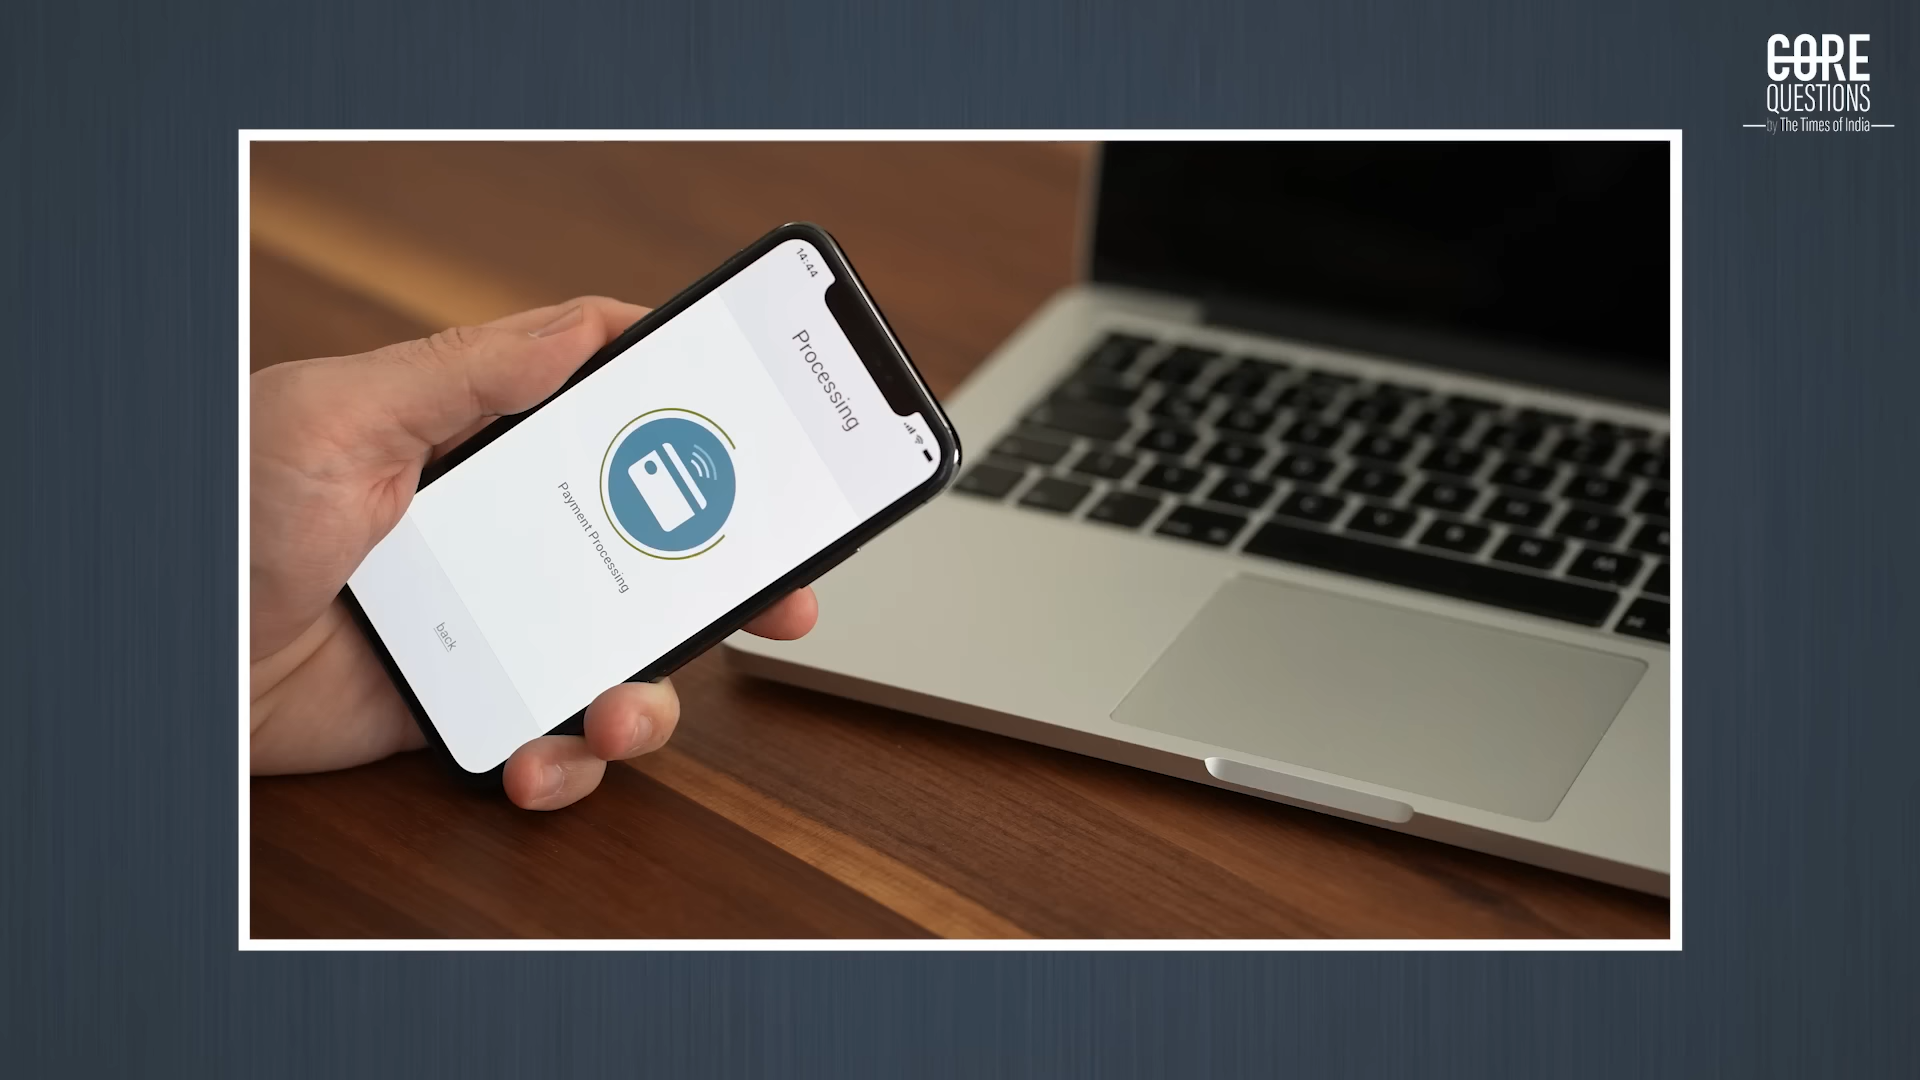 CORE
QUESTIONS
by The Times of India
14:44
Processing
Payment Processing
back